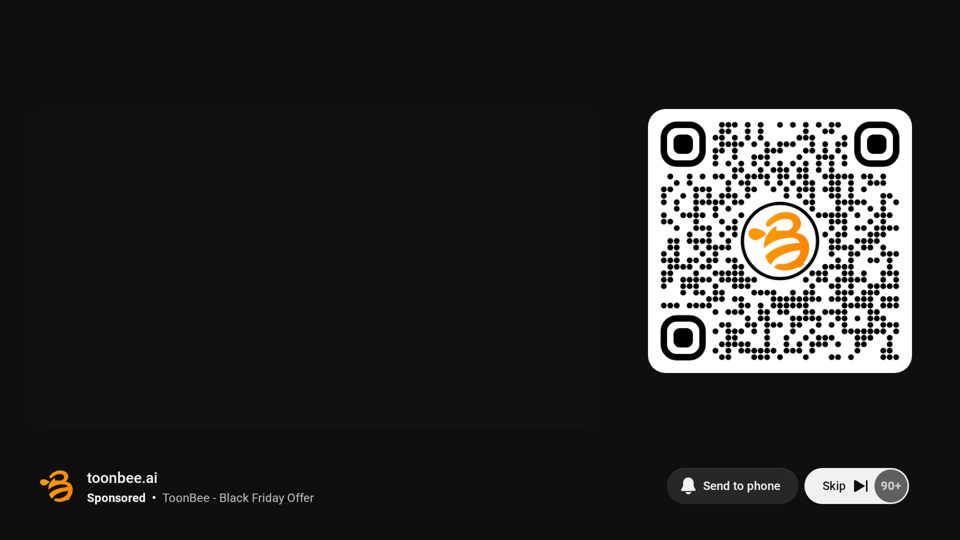 toonbee.ai
Sponsored • ToonBee - Black Friday Offer
Send to phone
Skip 90+